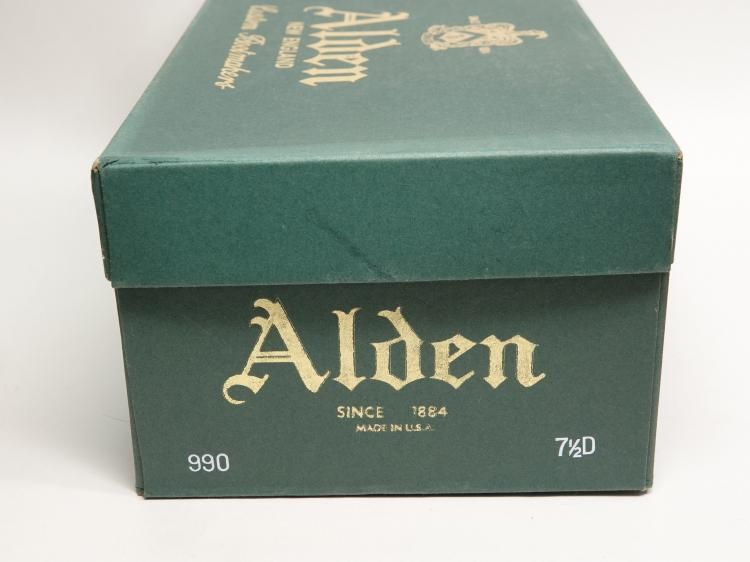 Alden
NEW ENGLAND
Custom Bootmakers
Alden
SINCE 1884
MADE IN U.S.A.
990
7½D